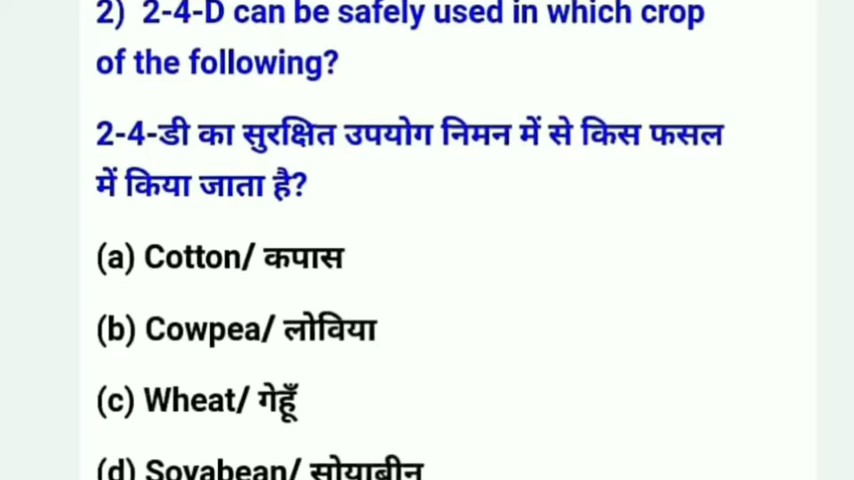 2) 2-4-D can be safely used in which crop
of the following?
2-4-डी का सुरक्षित उपयोग निमन में से किस फसल
में किया जाता है?
(a) Cotton/ कपास
(b) Cowpea/ लोविया
(c) Wheat/ गेहूँ
(d) Soyabean/ सोयाबीन